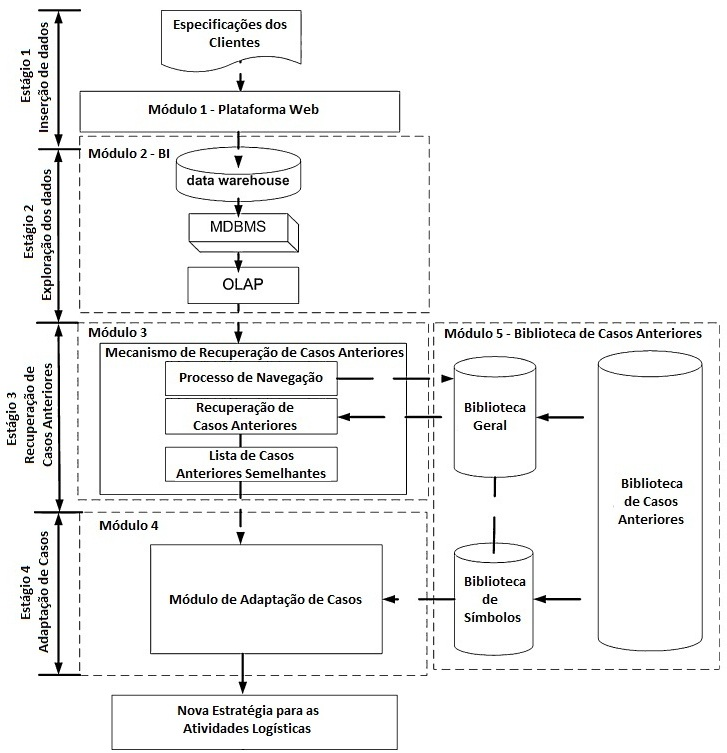 Especificações dos
Clientes
Estágio 1
Inserção de dados
Módulo 1 - Plataforma Web
Módulo 2 - BI
data warehouse
MDBMS
OLAP
Estágio 2
Exploração dos dados
Módulo 3
Mecanismo de Recuperação de Casos Anteriores
Processo de Navegação
Recuperação de
Casos Anteriores
Lista de Casos
Anteriores Semelhantes
Estágio 3
Recuperação de
Casos Anteriores
Módulo 5 - Biblioteca de Casos Anteriores
Biblioteca
Geral
Biblioteca
de Casos
Anteriores
Biblioteca
de
Símbolos
Módulo 4
Módulo de Adaptação de Casos
Estágio 4
Adaptação de Casos
Nova Estratégia para as
Atividades Logísticas